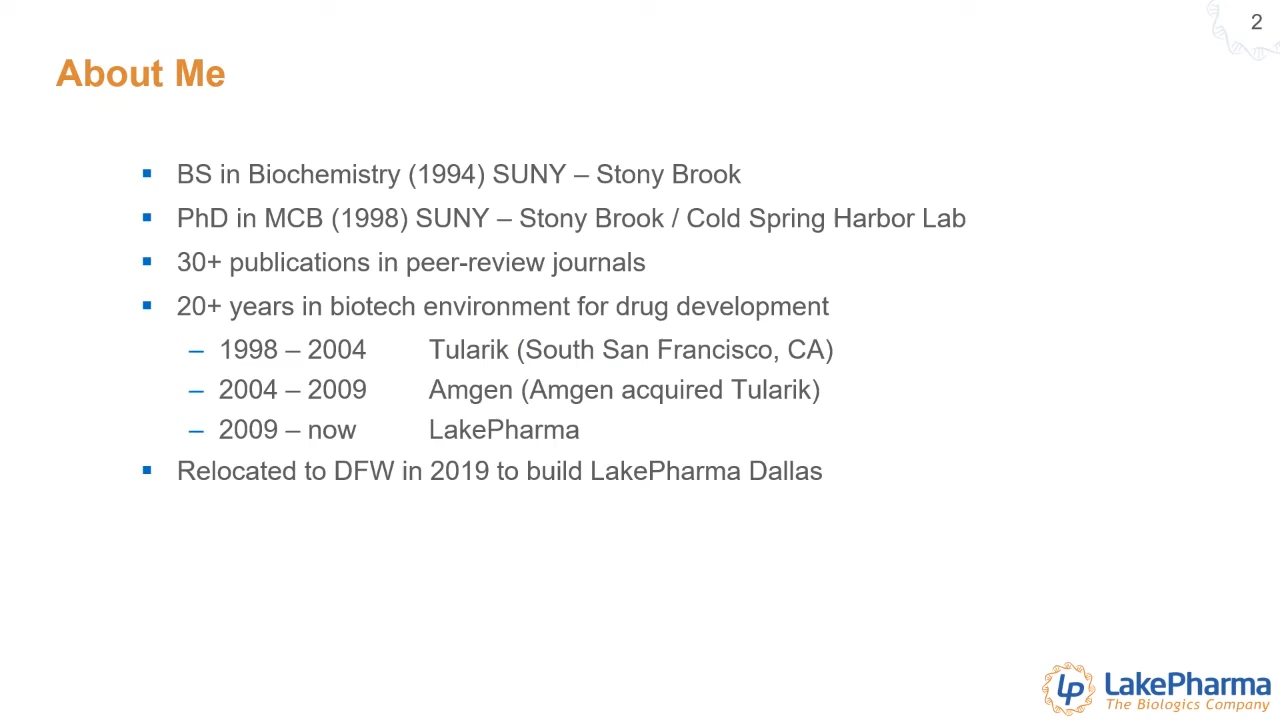 2
About Me
▪ BS in Biochemistry (1994) SUNY – Stony Brook
▪ PhD in MCB (1998) SUNY – Stony Brook / Cold Spring Harbor Lab
▪ 30+ publications in peer-review journals
▪ 20+ years in biotech environment for drug development
– 1998 – 2004 Tularik (South San Francisco, CA)
– 2004 – 2009 Amgen (Amgen acquired Tularik)
– 2009 – now LakePharma
▪ Relocated to DFW in 2019 to build LakePharma Dallas
LP LakePharma
The Biologics Company